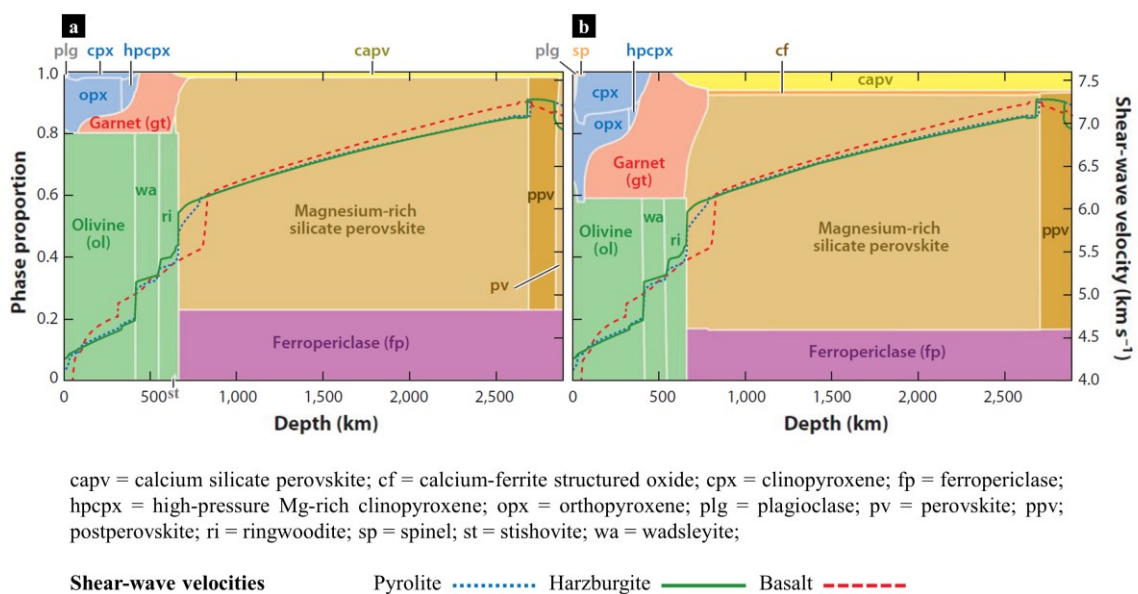 a b
plg cpx hpcpx capv plg sp hpcpx cf
1.0 7.5
capv
opx cpx
opx
Garnet (gt)
0.8 7.0
Garnet
(gt)
6.5
wa ppv wa ppv
0.6 6.0
ri ri
Olivine
(ol)
Magnesium-rich
silicate perovskite
Olivine
(ol)
Magnesium-rich
silicate perovskite
5.5
0.4
pv
5.0
0.2
4.5
Ferropericlase (fp) Ferropericlase (fp)
0 4.0
Phase proportion
Shear-wave velocity (km s⁻¹)
0 500 1,000 1,500 2,000 2,500 0 500 1,000 1,500 2,000 2,500
st
Depth (km) Depth (km)
capv = calcium silicate perovskite; cf = calcium-ferrite structured oxide; cpx = clinopyroxene; fp = ferropericlase;
hpcpx = high-pressure Mg-rich clinopyroxene; opx = orthopyroxene; plg = plagioclase; pv = perovskite; ppv;
postperovskite; ri = ringwoodite; sp = spinel; st = stishovite; wa = wadsleyite;
Shear-wave velocities Pyrolite Harzburgite Basalt